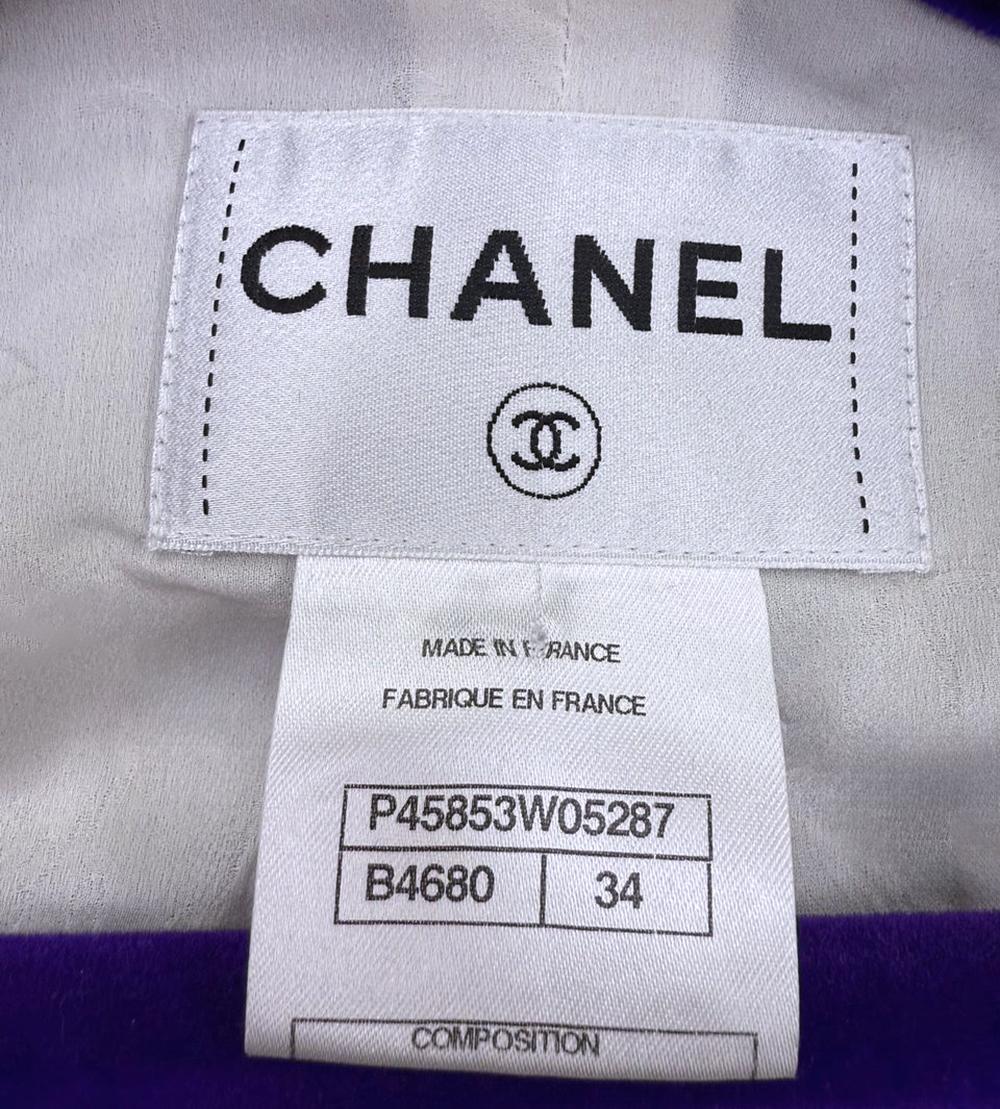 CHANEL
MADE IN FRANCE
FABRIQUE EN FRANCE
P45853W05287
B4680 34
COMPOSITION